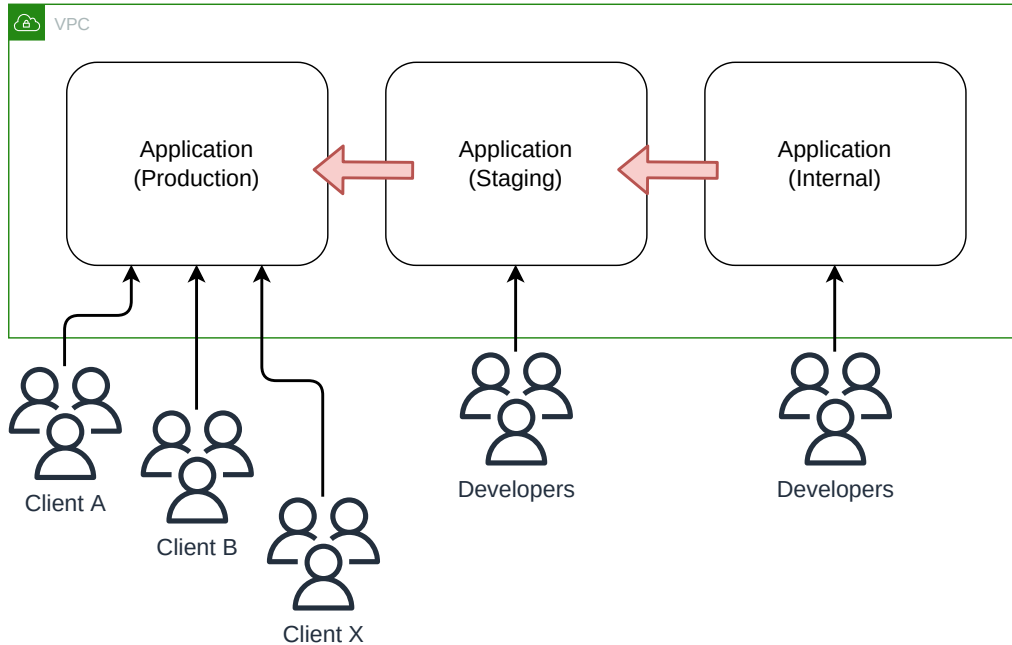 VPC
Application
(Production)
Application
(Staging)
Application
(Internal)
Client A
Client B
Client X
Developers
Developers